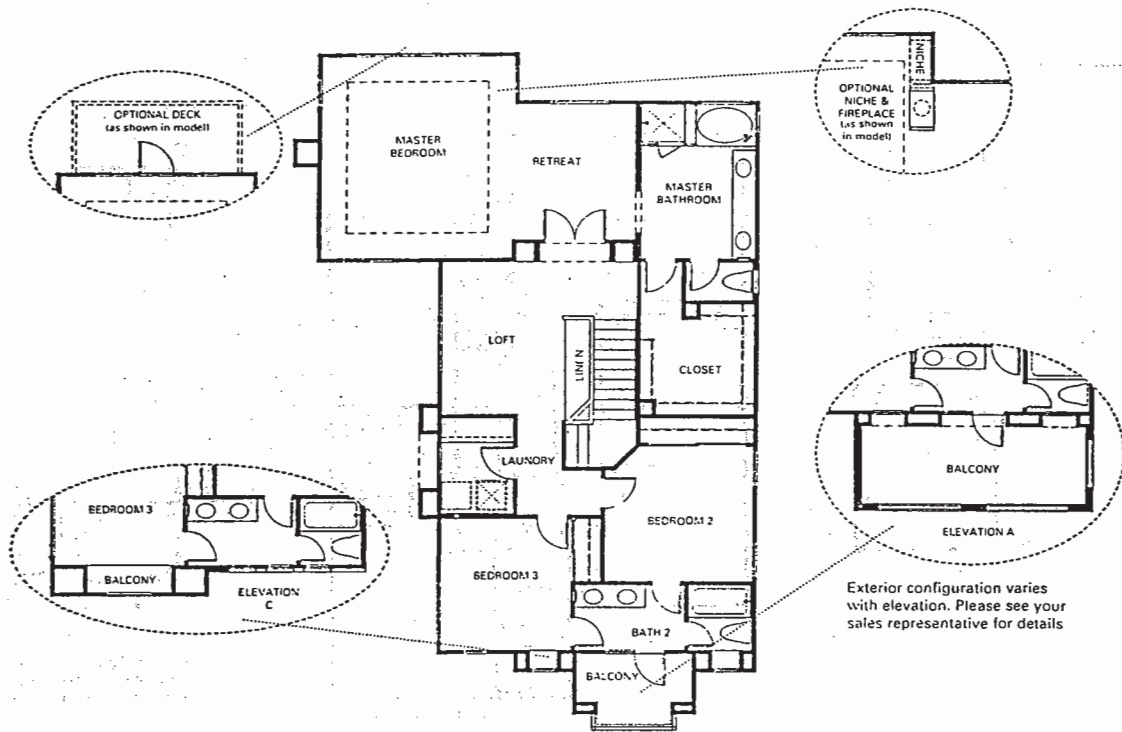 OPTIONAL DECK
(as shown in model)
MASTER
BEDROOM
RETREAT
MASTER
BATHROOM
NICHE
OPTIONAL
NICHE &
FIREPLACE
(as shown
in model)
LOFT
LINEN
CLOSET
LAUNDRY
BEDROOM 2
BEDROOM 3
BATH 2
BALCONY
BEDROOM 3
BALCONY
ELEVATION
C
BALCONY
ELEVATION A
Exterior configuration varies
with elevation. Please see your
sales representative for details